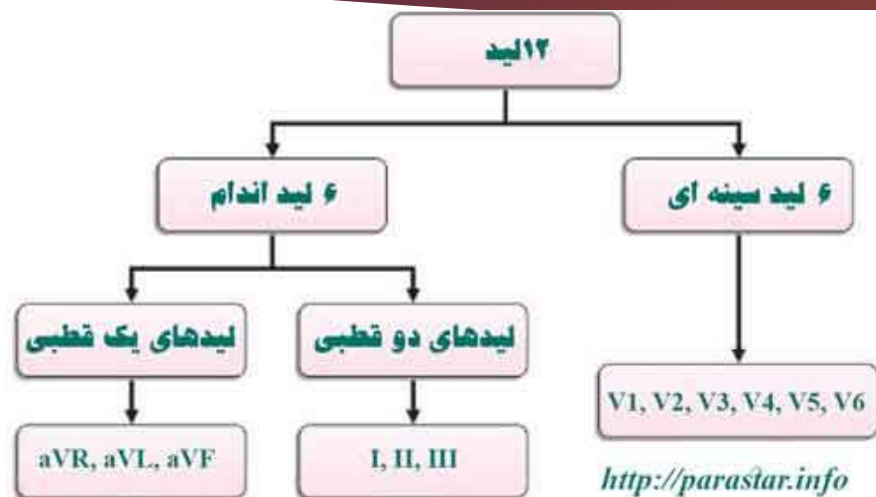 ۱۲لید
۶ لید اندام
۶ لید سینه ای
لیدهای یک قطبی
لیدهای دو قطبی
V1, V2, V3, V4, V5, V6
aVR, aVL, aVF
I, II, III
http://parastar.info